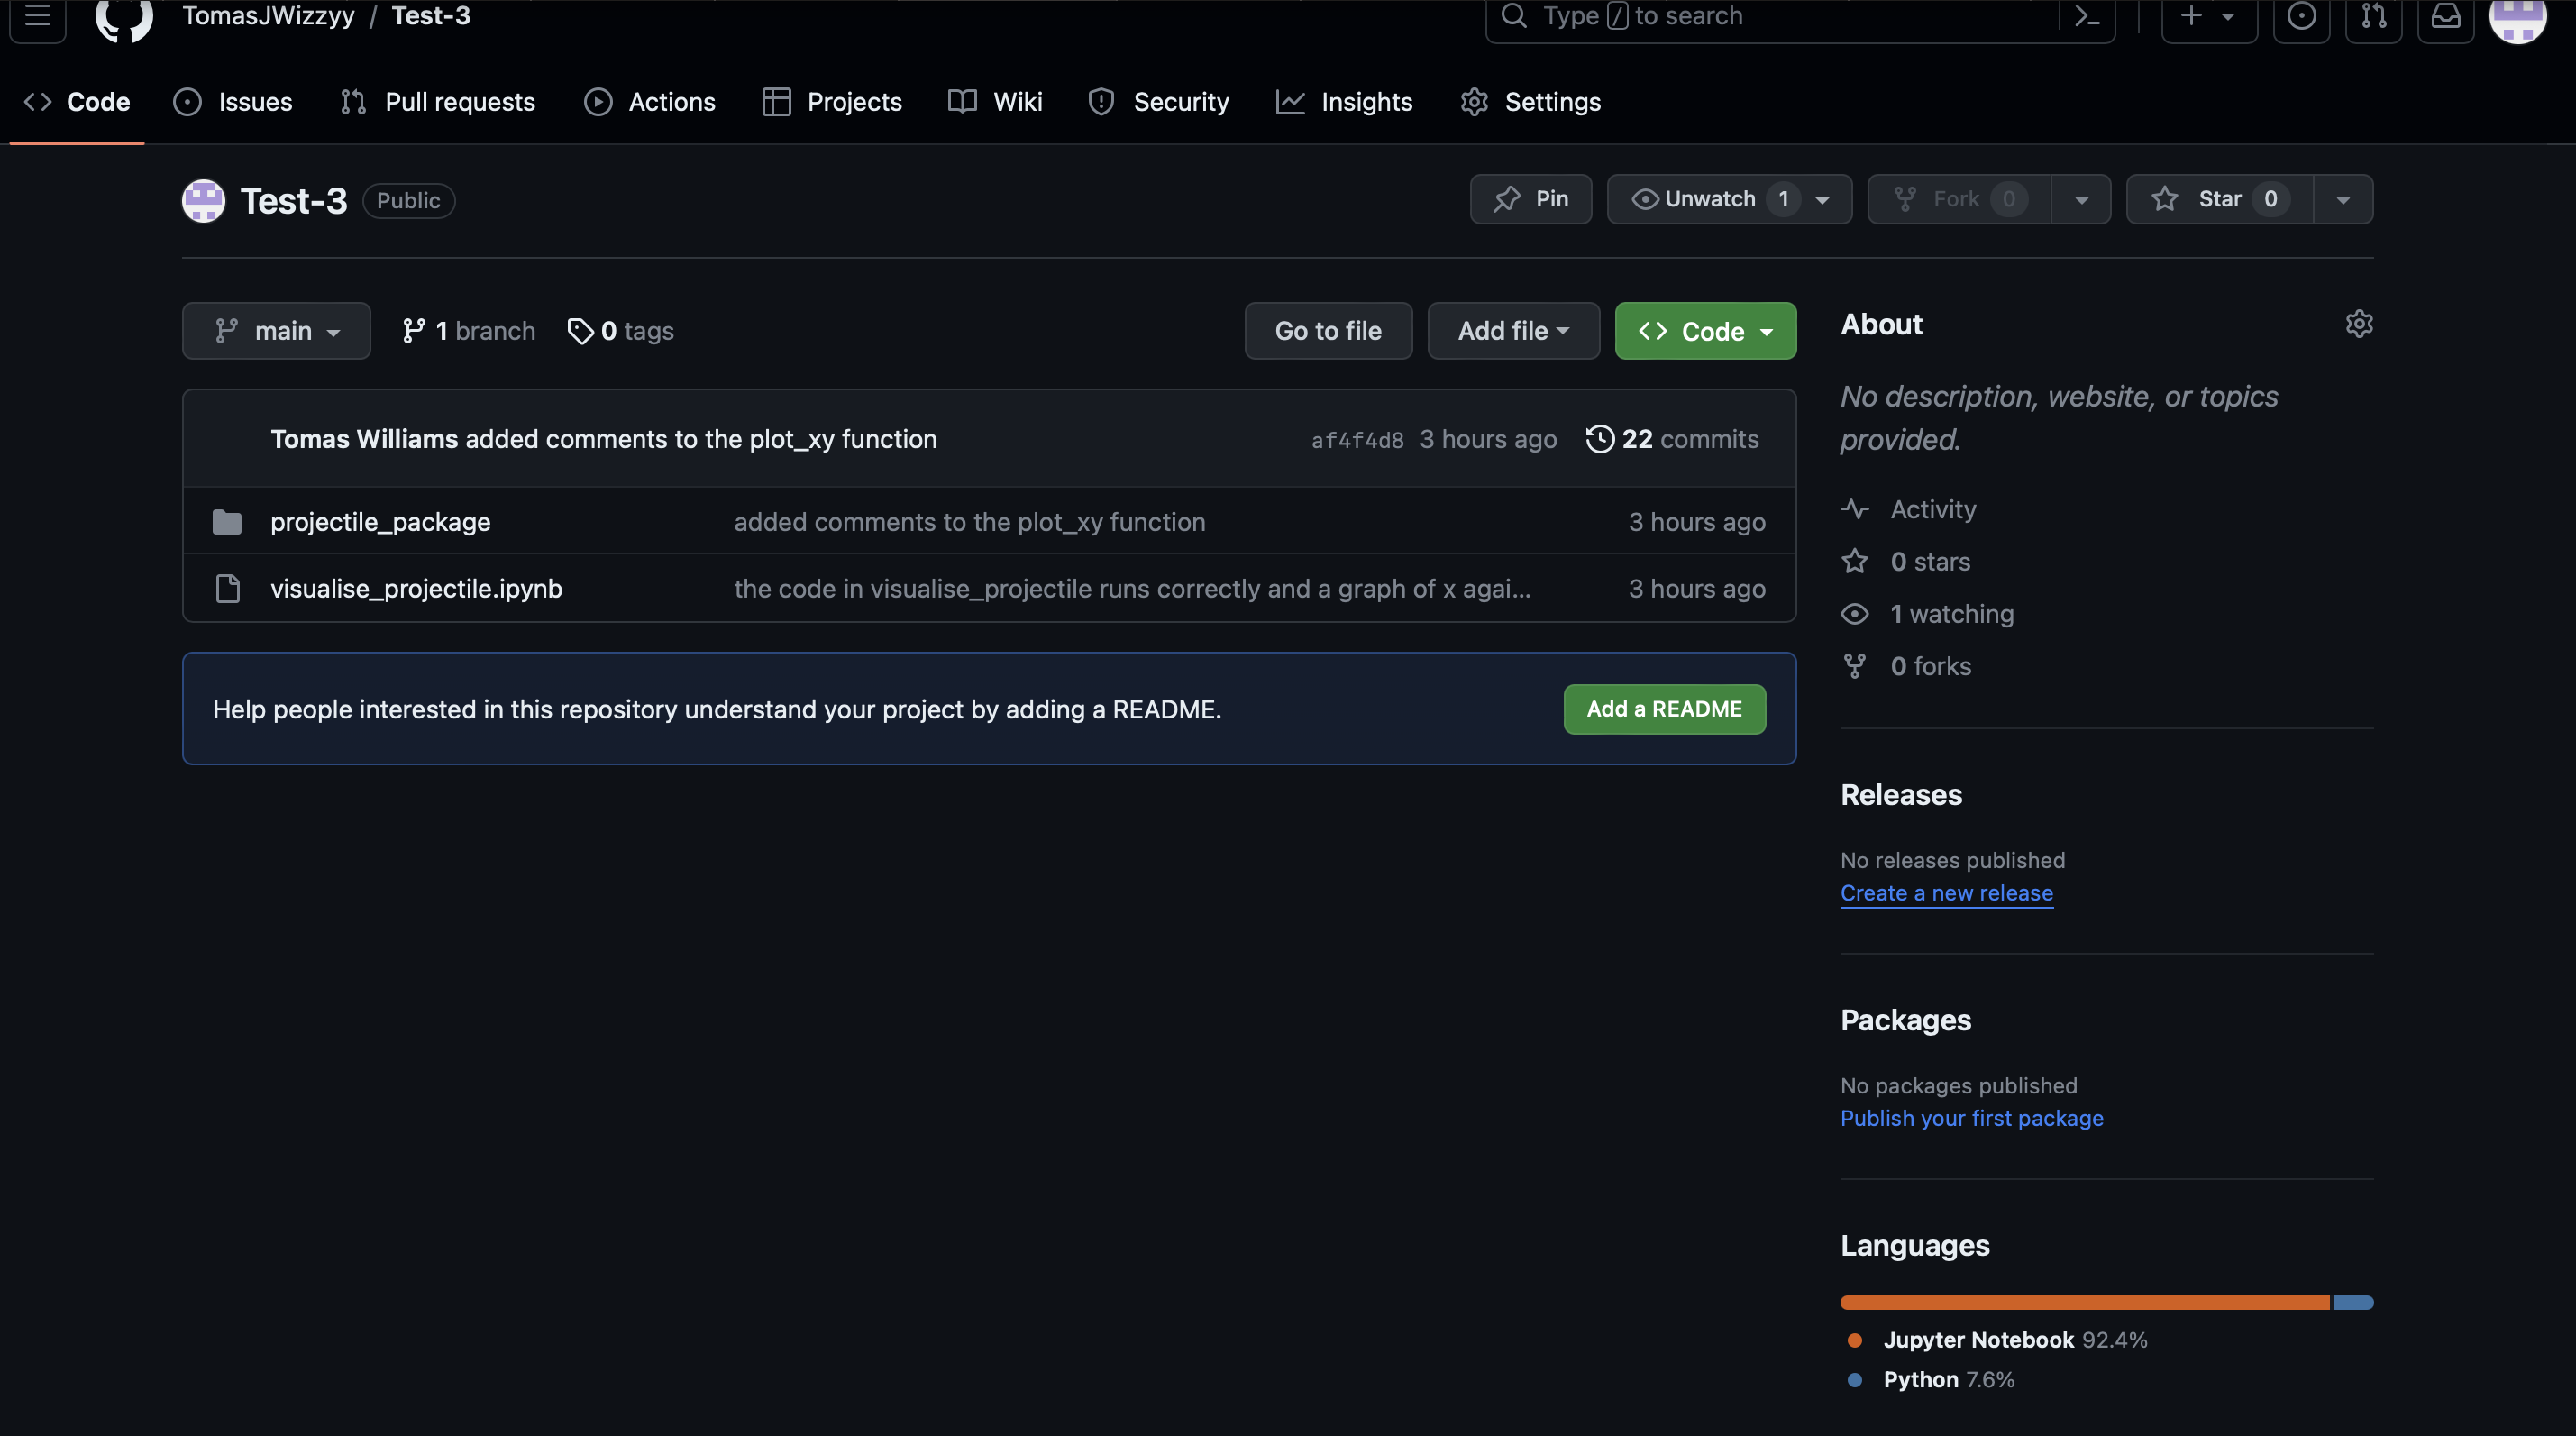 TomasJWizzyy / Test-3
Type / to search
Code Issues Pull requests Actions Projects Wiki Security Insights Settings
Test-3 Public
Pin Unwatch 1 Fork 0 Star 0
main 1 branch 0 tags
Go to file Add file Code
Tomas Williams added comments to the plot_xy function af4f4d8 3 hours ago 22 commits
projectile_package added comments to the plot_xy function 3 hours ago
visualise_projectile.ipynb the code in visualise_projectile runs correctly and a graph of x agai... 3 hours ago
Help people interested in this repository understand your project by adding a README.
Add a README
About
No description, website, or topics
provided.
Activity
0 stars
1 watching
0 forks
Releases
No releases published
Create a new release
Packages
No packages published
Publish your first package
Languages
Jupyter Notebook 92.4%
Python 7.6%